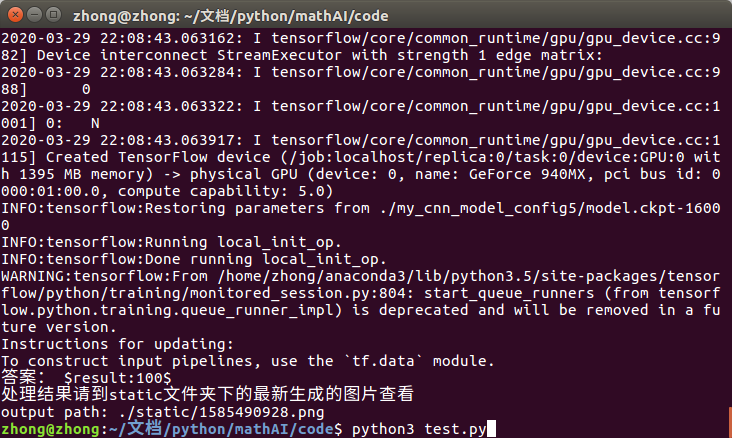 zhong@zhong: ~/文档/python/mathAI/code
2020-03-29 22:08:43.063162: I tensorflow/core/common_runtime/gpu/gpu_device.cc:9
82] Device interconnect StreamExecutor with strength 1 edge matrix:
2020-03-29 22:08:43.063284: I tensorflow/core/common_runtime/gpu/gpu_device.cc:9
88]      0
2020-03-29 22:08:43.063322: I tensorflow/core/common_runtime/gpu/gpu_device.cc:1
001] 0:   N
2020-03-29 22:08:43.063917: I tensorflow/core/common_runtime/gpu/gpu_device.cc:1
115] Created TensorFlow device (/job:localhost/replica:0/task:0/device:GPU:0 wit
h 1395 MB memory) -> physical GPU (device: 0, name: GeForce 940MX, pci bus id: 0
000:01:00.0, compute capability: 5.0)
INFO:tensorflow:Restoring parameters from ./my_cnn_model_config5/model.ckpt-1600
0
INFO:tensorflow:Running local_init_op.
INFO:tensorflow:Done running local_init_op.
WARNING:tensorflow:From /home/zhong/anaconda3/lib/python3.5/site-packages/tensor
flow/python/training/monitored_session.py:804: start_queue_runners (from tensorf
low.python.training.queue_runner_impl) is deprecated and will be removed in a fu
ture version.
Instructions for updating:
To construct input pipelines, use the `tf.data` module.
答案： $result:100$
处理结果请到static文件夹下的最新生成的图片查看
output path: ./static/1585490928.png
zhong@zhong:~/文档/python/mathAI/code$ python3 test.py